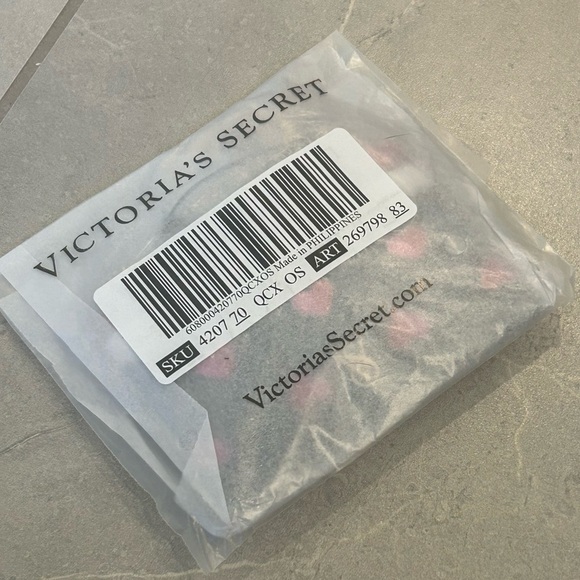 VICTORIA'S SECRET
608000420770QCXOS Made in PHILIPPINES
SKU 4207 70 QCX OS ART 269798 83
VictoriasSecret.com